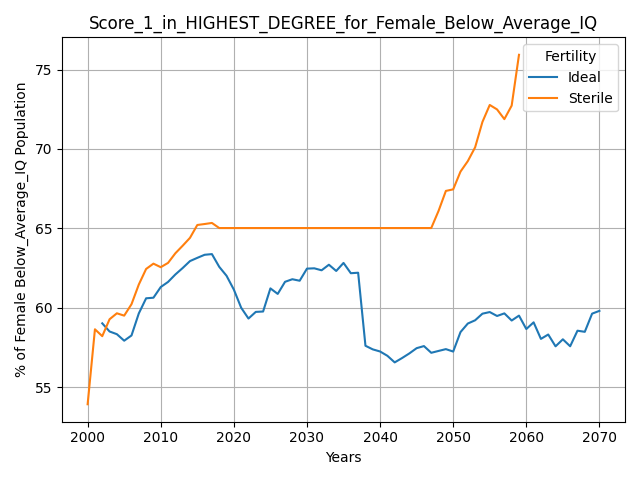 Score_1_in_HIGHEST_DEGREE_for_Female_Below_Average_IQ
% of Female Below_Average_IQ Population
75
70
65
60
55
Fertility
Ideal
Sterile
2000 2010 2020 2030 2040 2050 2060 2070
Years